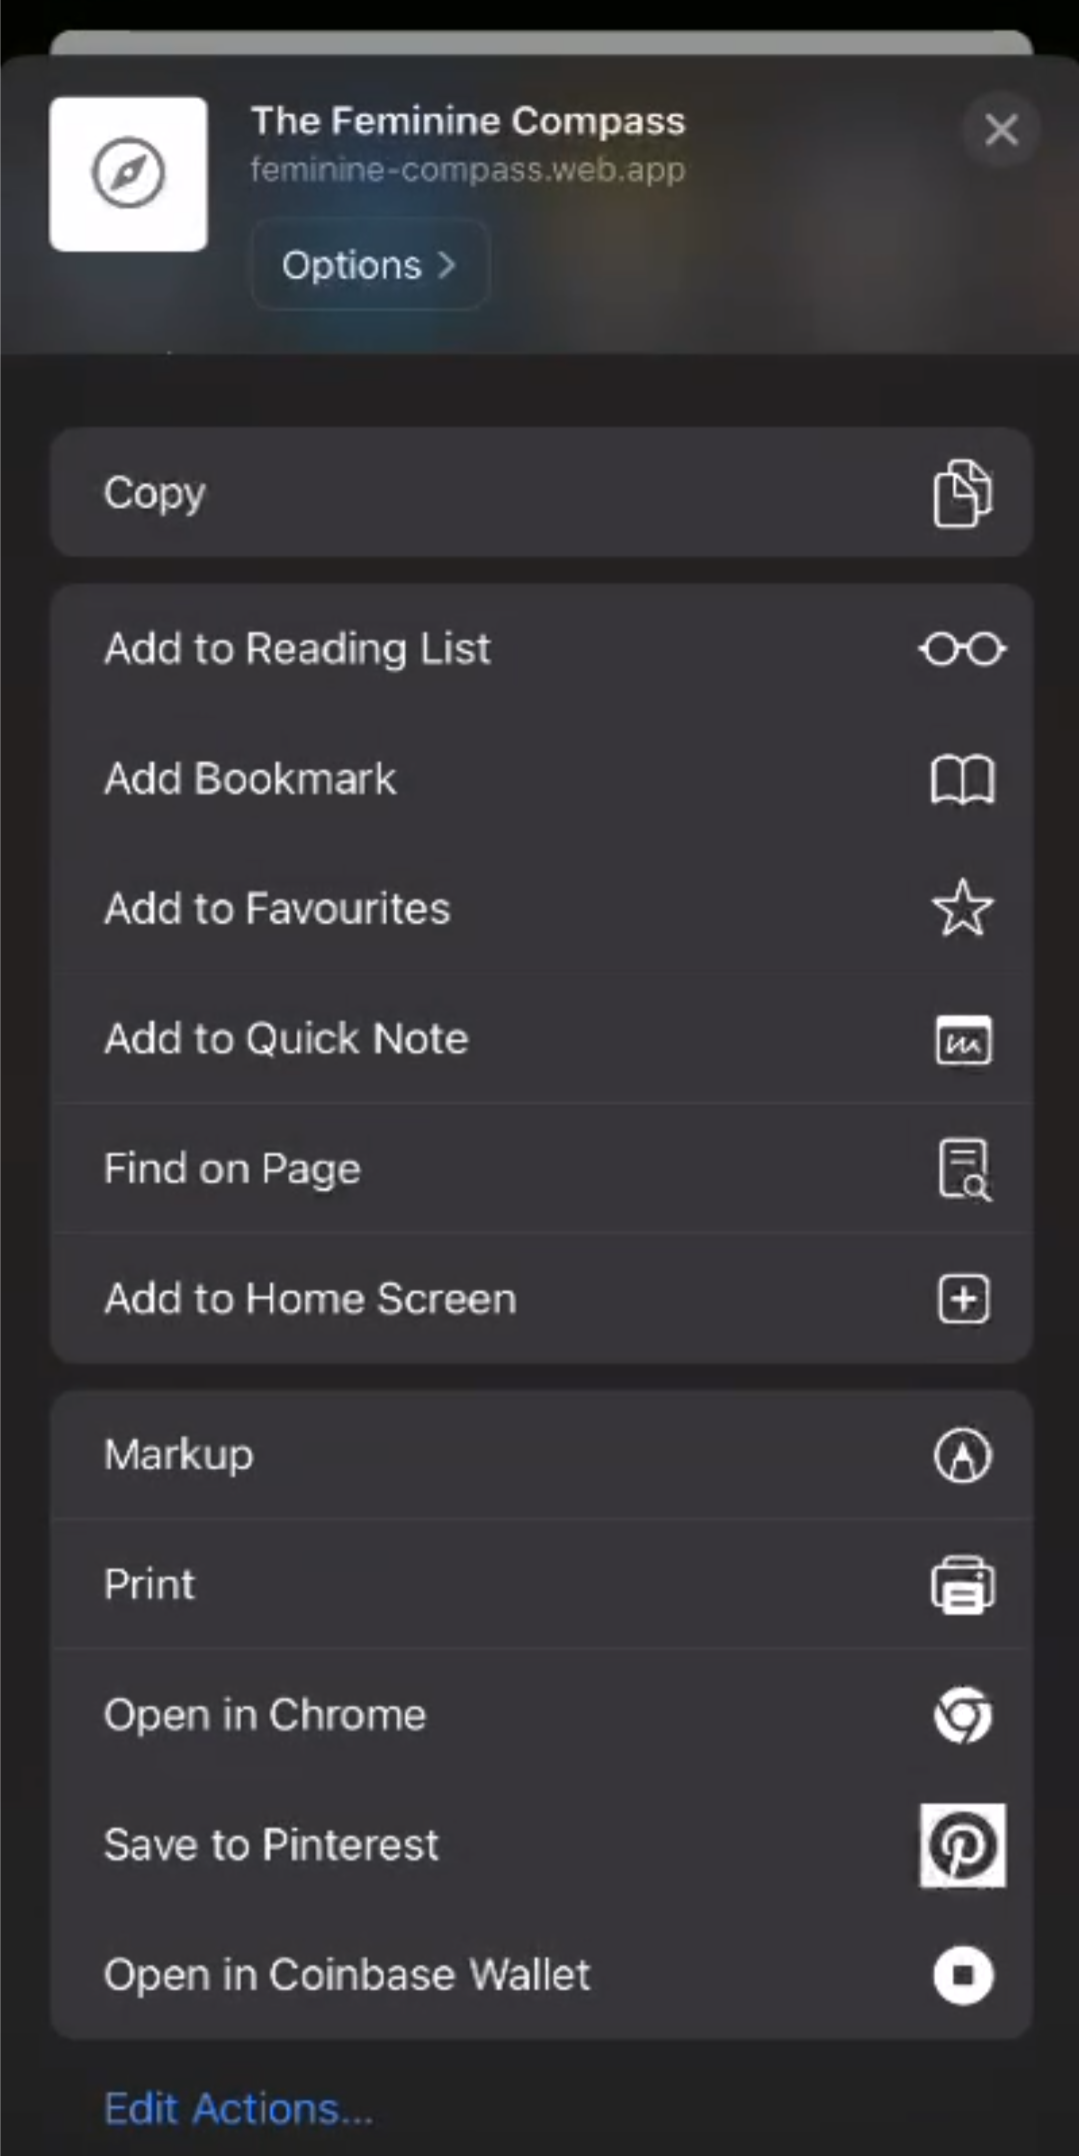 The Feminine Compass
feminine-compass.web.app
Options
Copy
Add to Reading List
Add Bookmark
Add to Favourites
Add to Quick Note
Find on Page
Add to Home Screen
Markup
Print
Open in Chrome
Save to Pinterest
Open in Coinbase Wallet
Edit Actions...